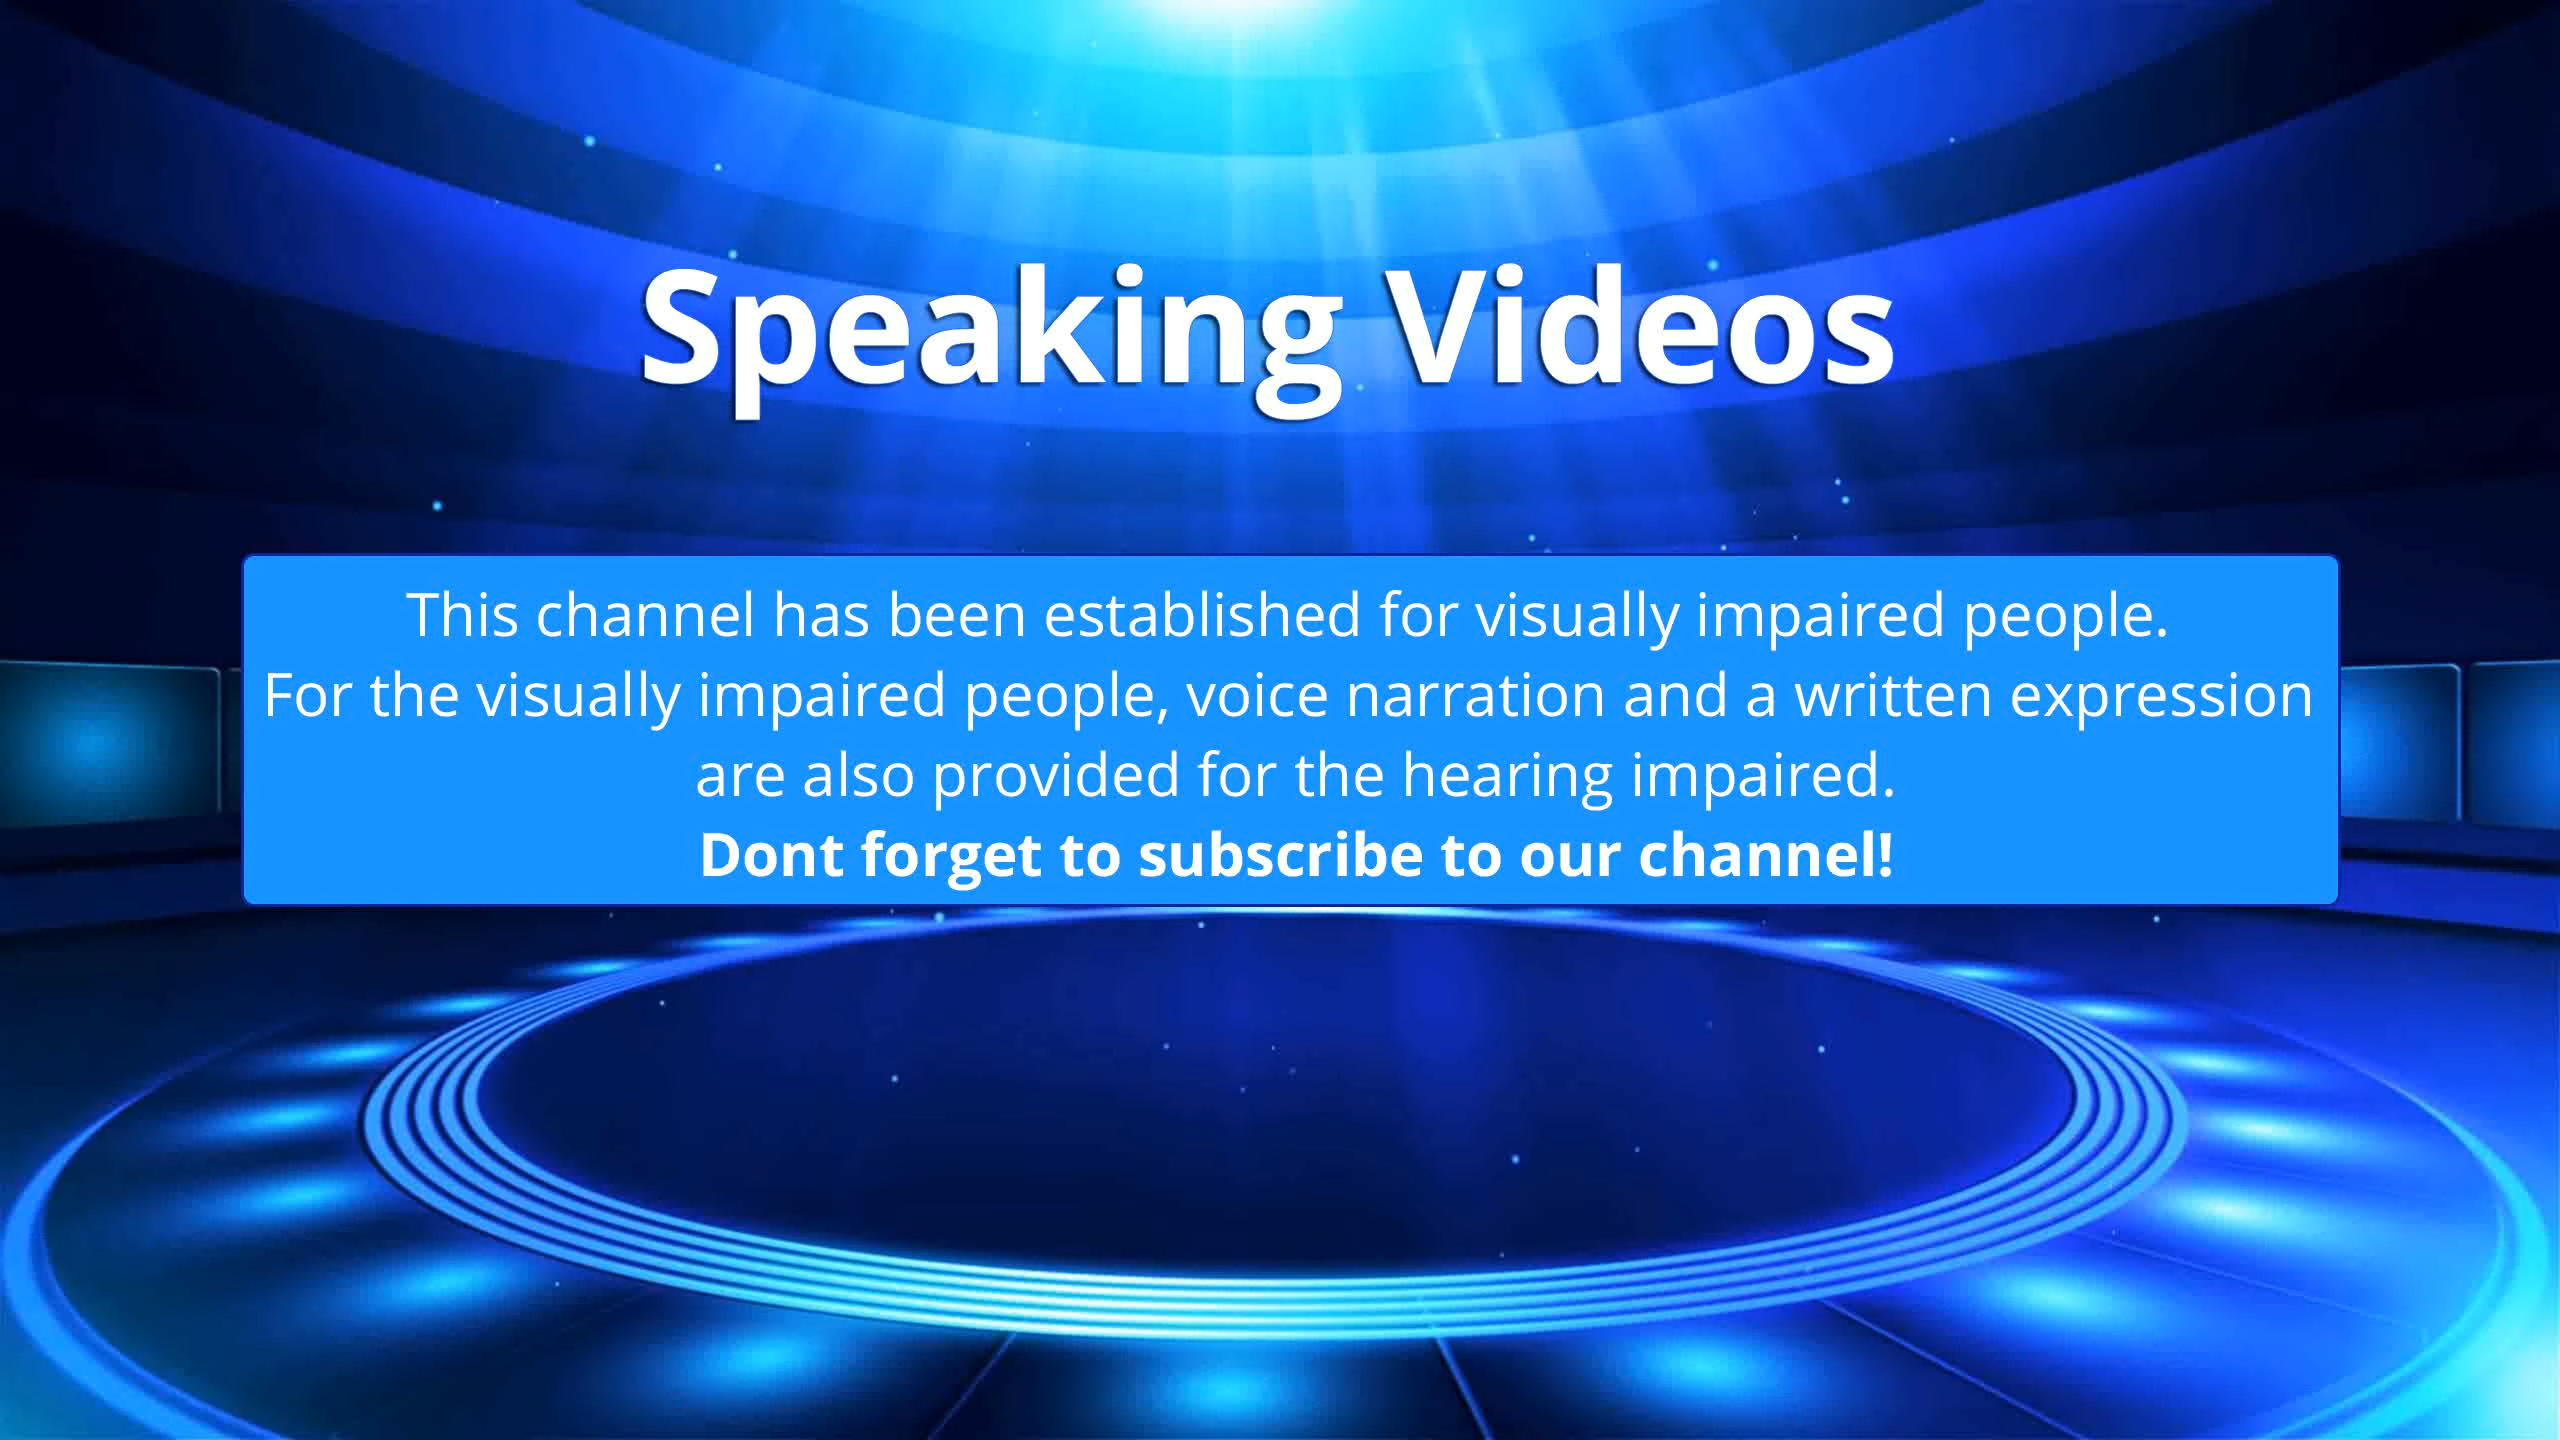 Speaking Videos
This channel has been established for visually impaired people.
For the visually impaired people, voice narration and a written expression
are also provided for the hearing impaired.
Dont forget to subscribe to our channel!